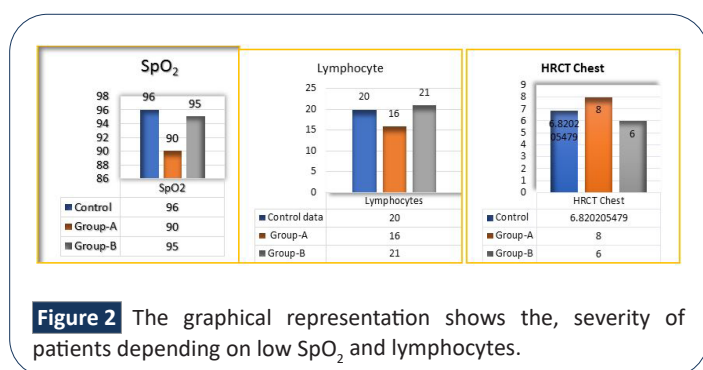 SpO₂
98
96
94
92
90
88
86
96
90
95
SpO2
Control 96
Group-A 90
Group-B 95
Lymphocyte
25
20
15
10
5
0
20
16
21
Lymphocytes
Control data 20
Group-A 16
Group-B 21
HRCT Chest
9
8
7
6
5
4
3
2
1
0
6.8202
05479
8
6
HRCT Chest
Control 6.820205479
Group-A 8
Group-B 6
Figure 2 The graphical representation shows the, severity of
patients depending on low SpO₂ and lymphocytes.